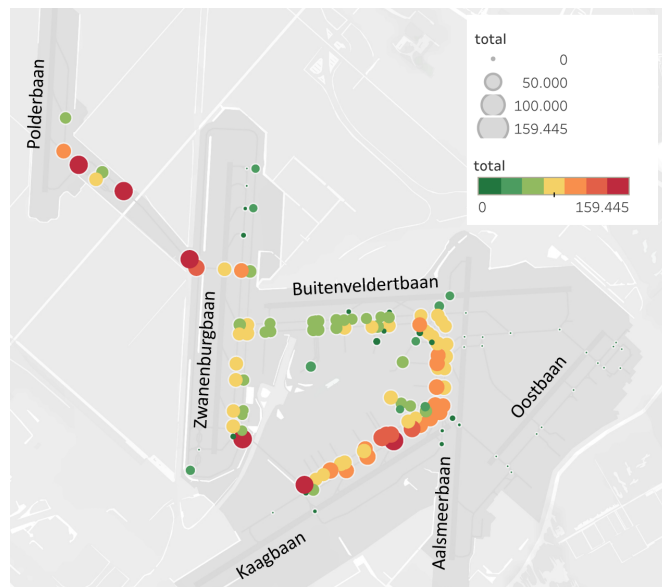 total
0
50.000
100.000
159.445
total
0 159.445
Polderbaan
Buitenveldertbaan
Zwanenburgbaan
Oostbaan
Aalsmeerbaan
Kaagbaan